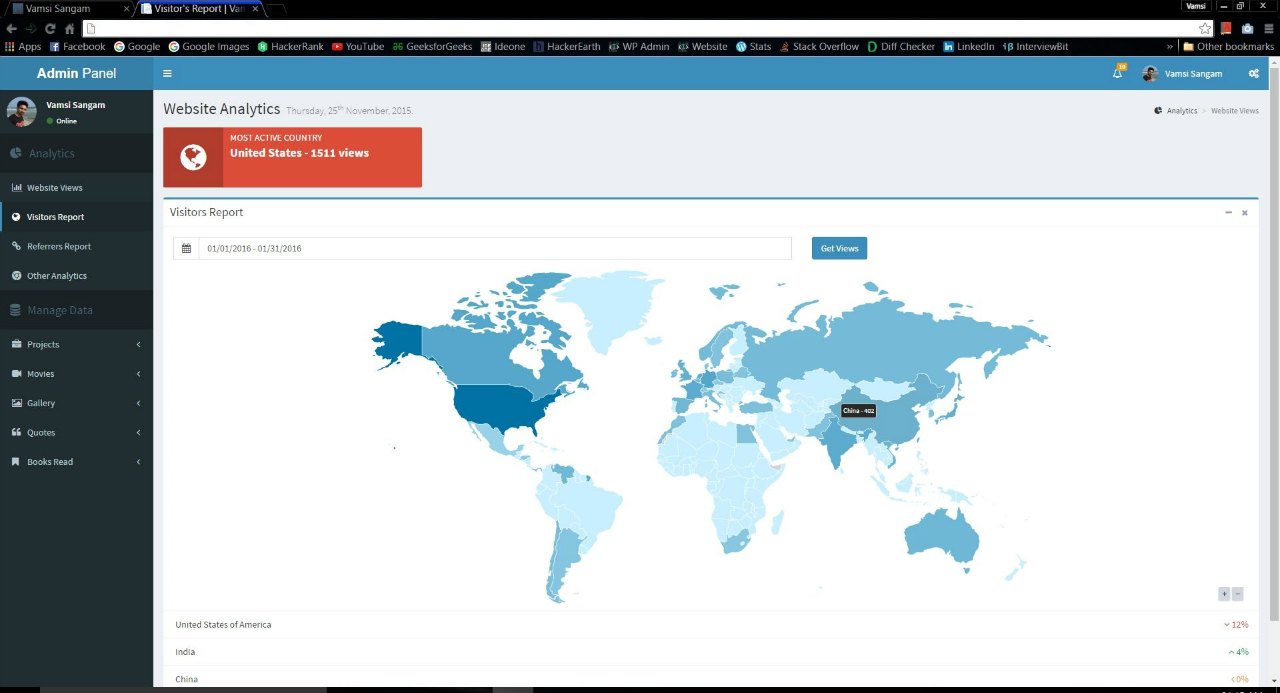 Vamsi Sangam
Visitor's Report | Vam
Vamsi
Apps Facebook Google Google Images HackerRank YouTube GeeksforGeeks Ideone HackerEarth WP Admin Website Stats Stack Overflow Diff Checker LinkedIn InterviewBit » Other bookmarks
Admin Panel
10
Vamsi Sangam
Vamsi Sangam
Online
Analytics
Website Views
Visitors Report
Referrers Report
Other Analytics
Manage Data
Projects
Movies
Gallery
Quotes
Books Read
Website Analytics Thursday, 25th November, 2015.
Analytics > Website Views
MOST ACTIVE COUNTRY
United States - 1511 views
Visitors Report
01/01/2016 - 01/31/2016
Get Views
China - 402
+ −
United States of America 12%
India 4%
China 0%